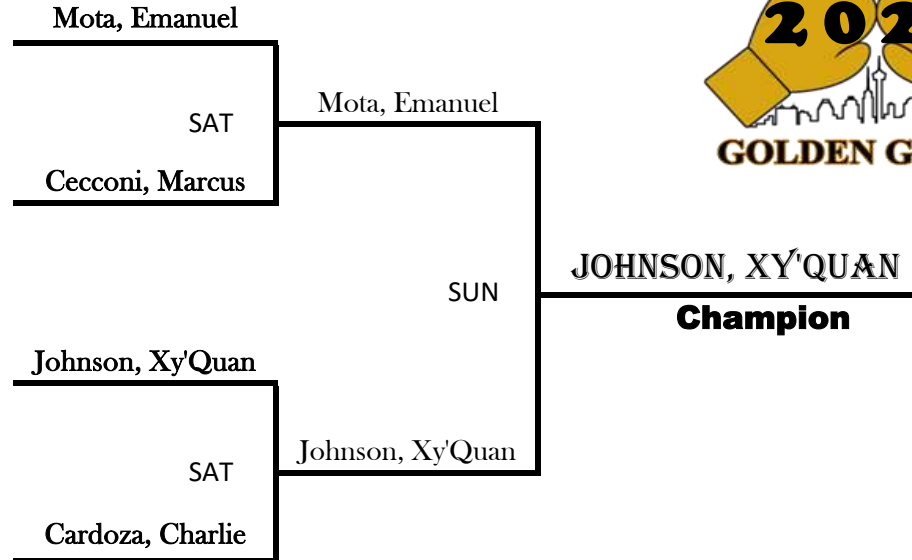 Mota, Emanuel
SAT
Mota, Emanuel
Cecconi, Marcus
GOLDEN
SUN
JOHNSON, XY'QUAN
Champion
Johnson, Xy'Quan
SAT
Johnson, Xy'Quan
Cardoza, Charlie